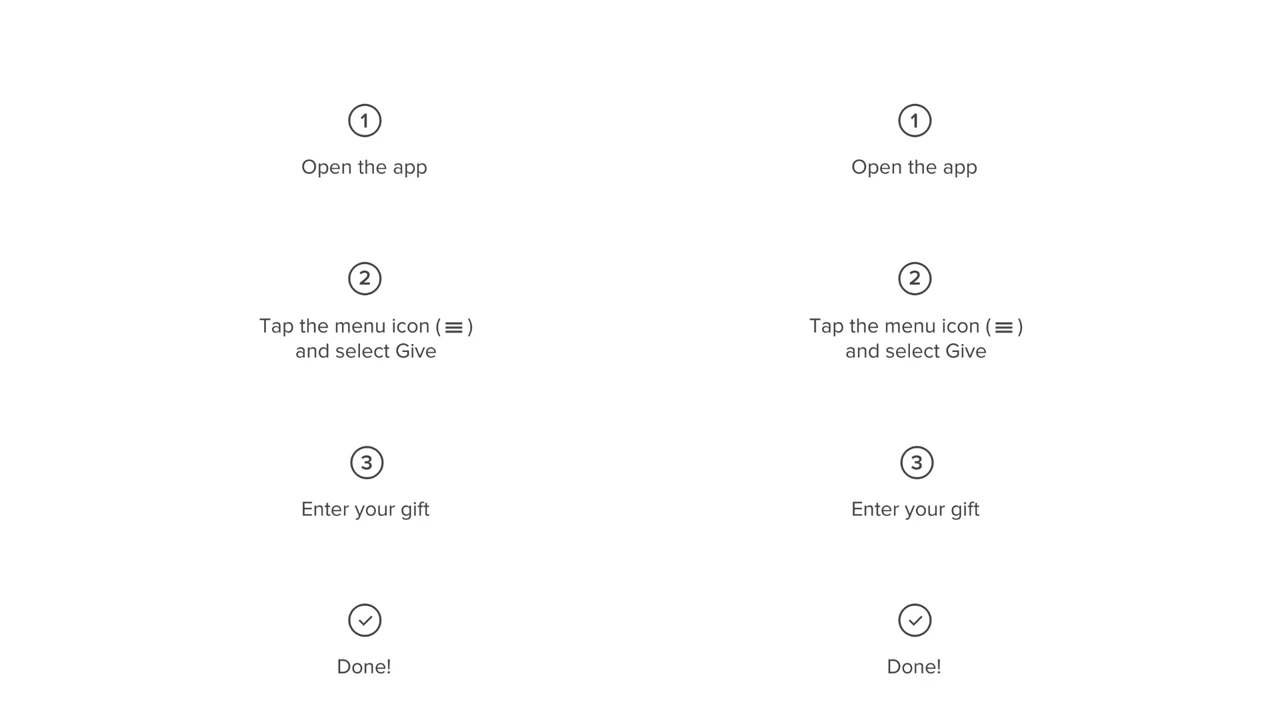 1
Open the app
2
Tap the menu icon (≡)
and select Give
3
Enter your gift
Done!
1
Open the app
2
Tap the menu icon (≡)
and select Give
3
Enter your gift
Done!